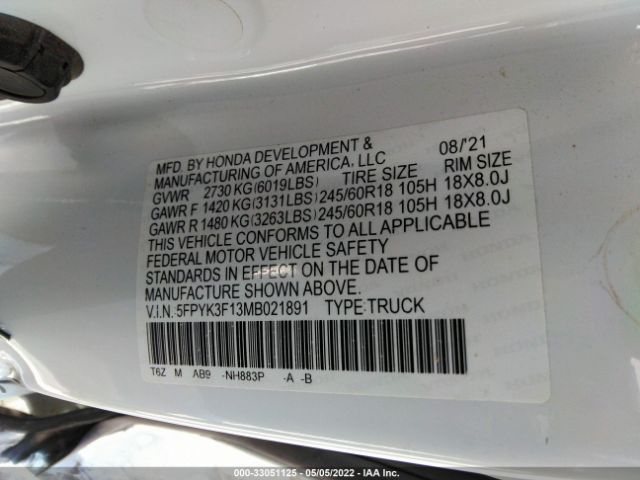 MFD. BY HONDA DEVELOPMENT & 08/'21
MANUFACTURING OF AMERICA, LLC
GVWR 2730 KG(6019LBS) TIRE SIZE RIM SIZE
GAWR F 1420 KG(3131LBS) 245/60R18 105H 18X8.0J
GAWR R 1480 KG(3263LBS) 245/60R18 105H 18X8.0J
THIS VEHICLE CONFORMS TO ALL APPLICABLE
FEDERAL MOTOR VEHICLE SAFETY
STANDARDS IN EFFECT ON THE DATE OF
MANUFACTURE SHOWN ABOVE.
V.I.N. 5FPYK3F13MB021891 TYPE:TRUCK
T6Z M AB9 -NH883P -A -B
000-33051125 - 05/05/2022 - IAA Inc.